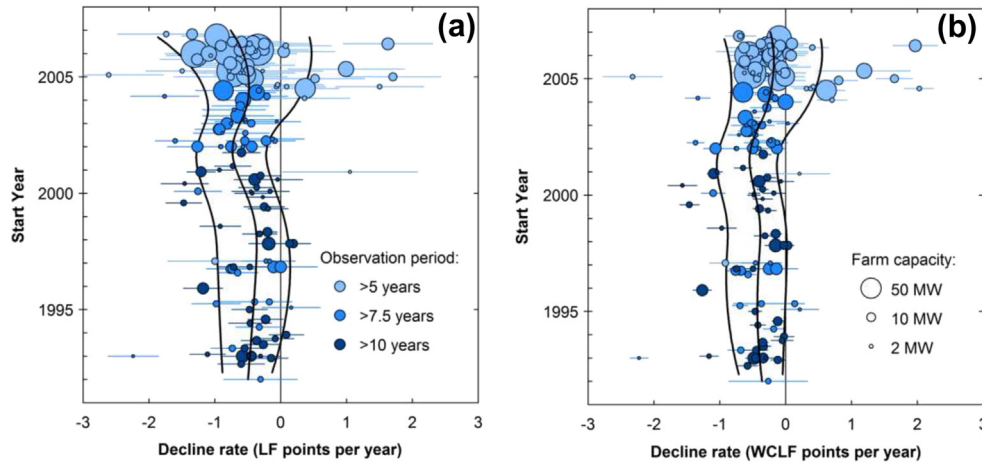 (a)
Start Year
2005
2000
1995
Observation period:
>5 years
>7.5 years
>10 years
-3 -2 -1 0 1 2 3
Decline rate (LF points per year)
(b)
Start Year
2005
2000
1995
Farm capacity:
50 MW
10 MW
2 MW
-3 -2 -1 0 1 2 3
Decline rate (WCLF points per year)